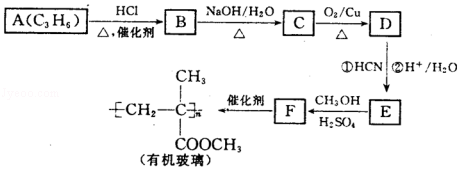 A(C₃H₆) HCl △,催化剂 B NaOH/H₂O △ C O₂/Cu △ D
①HCN ②H⁺/H₂O
CH₃
⁅CH₂—C⁆ₙ 催化剂 F CH₃OH H₂SO₄ E
COOCH₃
(有机玻璃)